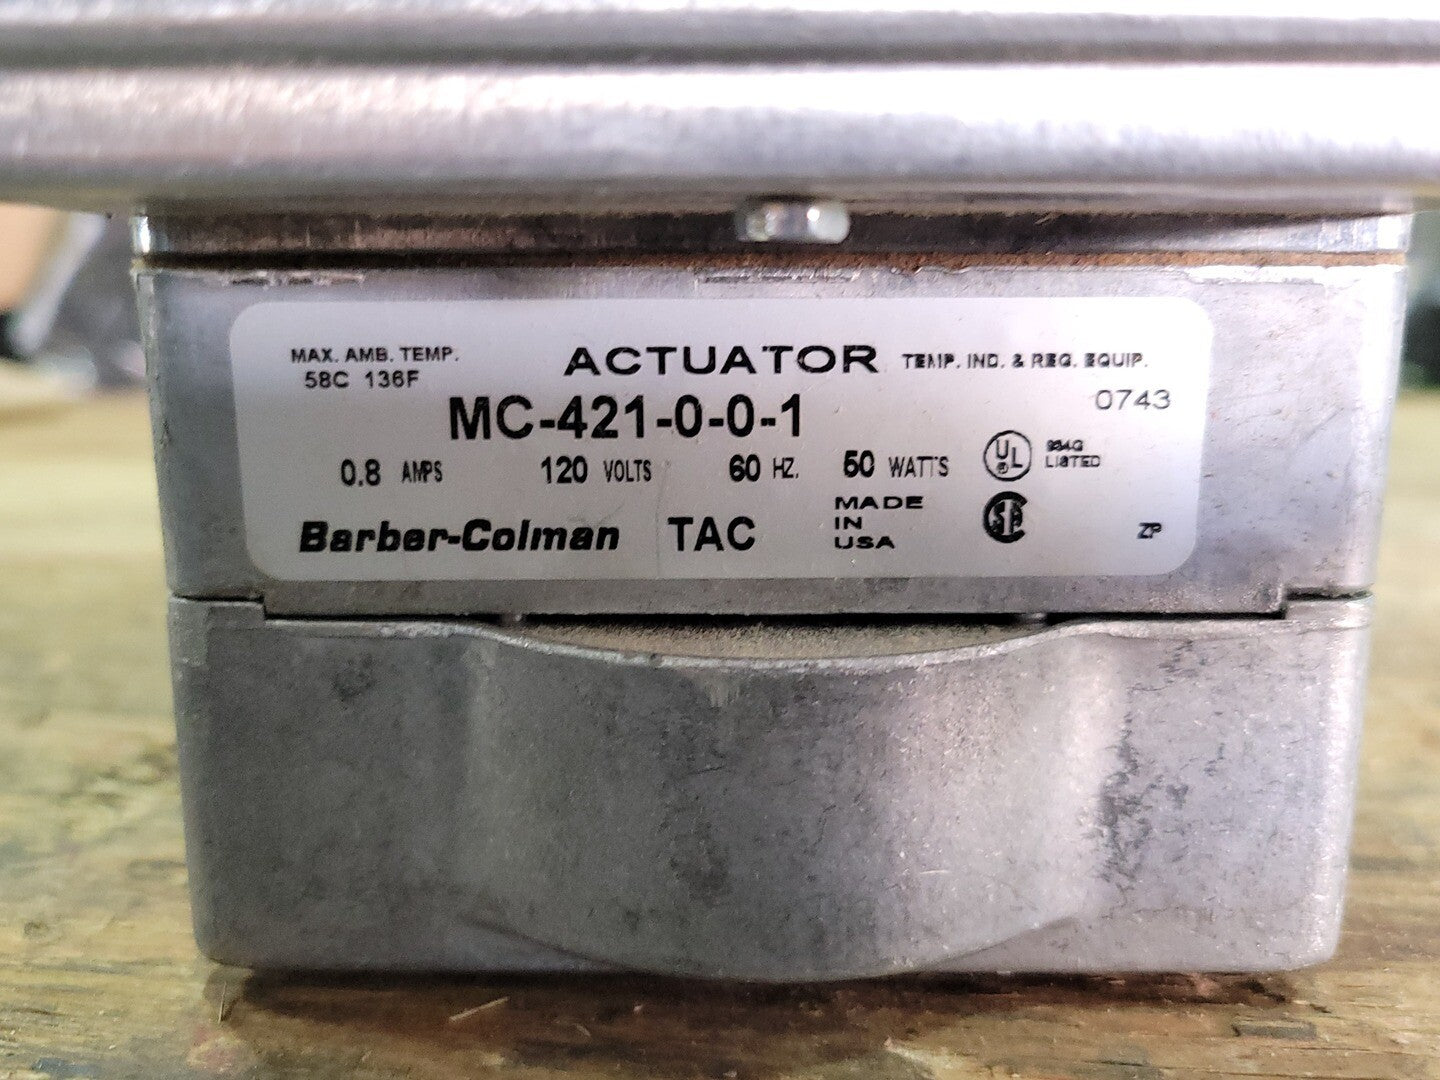 MAX. AMB. TEMP.
58C 136F
ACTUATOR TEMP. IND. & REG. EQUIP.
0743
MC-421-0-0-1
0.8 AMPS 120 VOLTS 60 HZ. 50 WATTS
UL
LISTED
Barber-Colman TAC
MADE
IN
USA
ZP